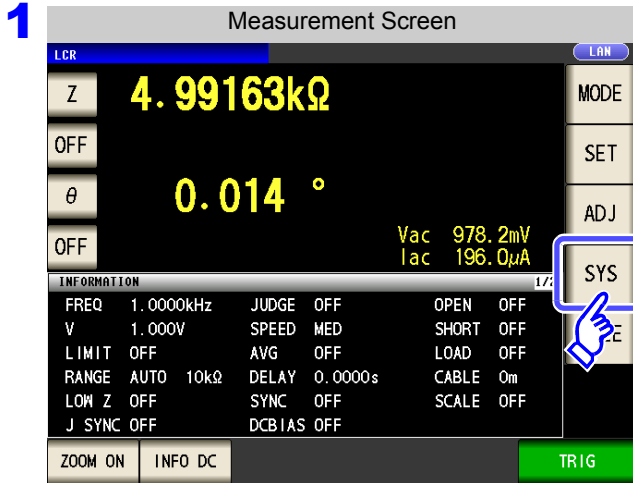 1
Measurement Screen
LCR
LAN
Z 4.99163kΩ
MODE
OFF
SET
θ 0.014 °
ADJ
OFF
Vac 978.2mV
Iac 196.0µA
SYS
INFORMATION
FREQ 1.0000kHz JUDGE OFF OPEN OFF
V 1.000V SPEED MED SHORT OFF
LIMIT OFF AVG OFF LOAD OFF
RANGE AUTO 10kΩ DELAY 0.0000s CABLE 0m
LOW Z OFF SYNC OFF SCALE OFF
J SYNC OFF DCBIAS OFF
ZOOM ON INFO DC TRIG